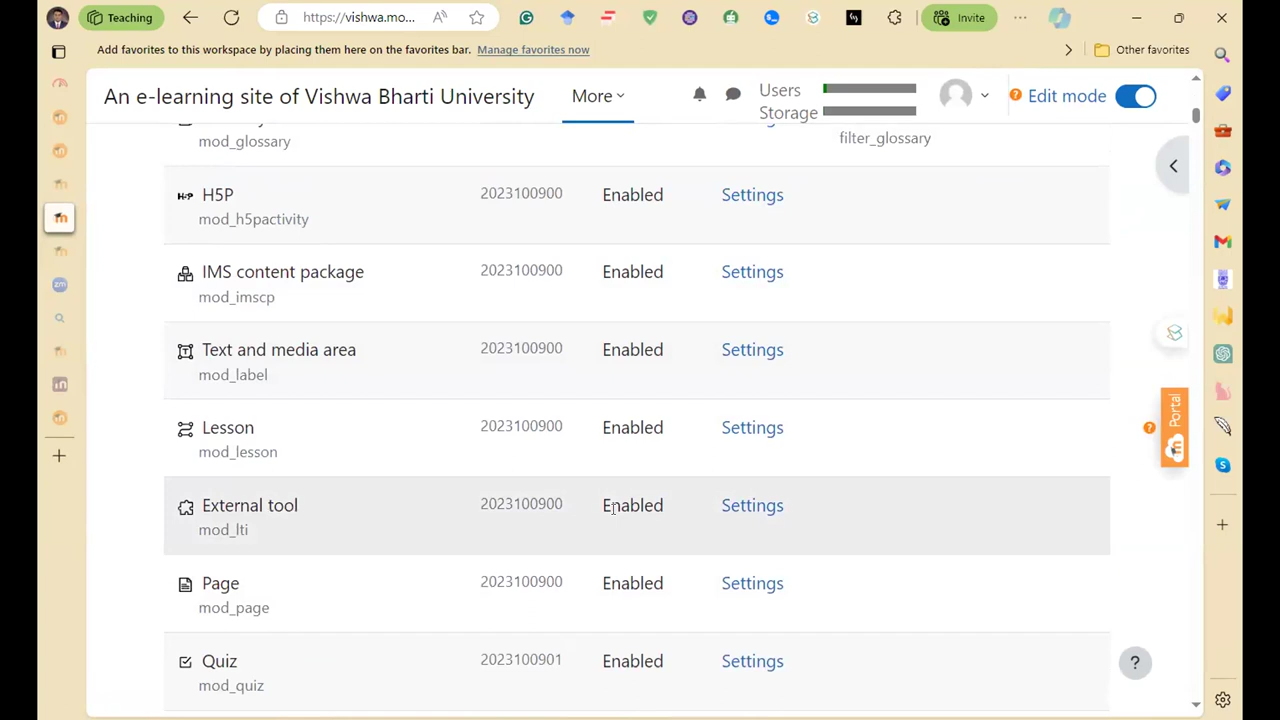 Teaching
https://vishwa.mo...
Invite
Add favorites to this workspace by placing them here on the favorites bar. Manage favorites now
Other favorites
An e-learning site of Vishwa Bharti University
More
Users
Storage
Edit mode
mod_glossary
filter_glossary
H5P 2023100900 Enabled Settings
mod_h5pactivity
IMS content package 2023100900 Enabled Settings
mod_imscp
Text and media area 2023100900 Enabled Settings
mod_label
Lesson 2023100900 Enabled Settings
mod_lesson
External tool 2023100900 Enabled Settings
mod_lti
Page 2023100900 Enabled Settings
mod_page
Quiz 2023100901 Enabled Settings
mod_quiz
Portal